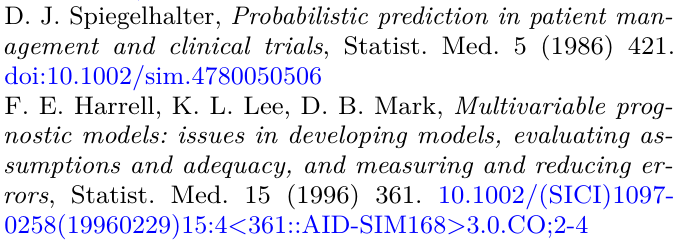 D. J. Spiegelhalter, Probabilistic prediction in patient man-
agement and clinical trials, Statist. Med. 5 (1986) 421.
doi:10.1002/sim.4780050506
F. E. Harrell, K. L. Lee, D. B. Mark, Multivariable prog-
nostic models: issues in developing models, evaluating as-
sumptions and adequacy, and measuring and reducing er-
rors, Statist. Med. 15 (1996) 361. 10.1002/(SICI)1097-
0258(19960229)15:4<361::AID-SIM168>3.0.CO;2-4